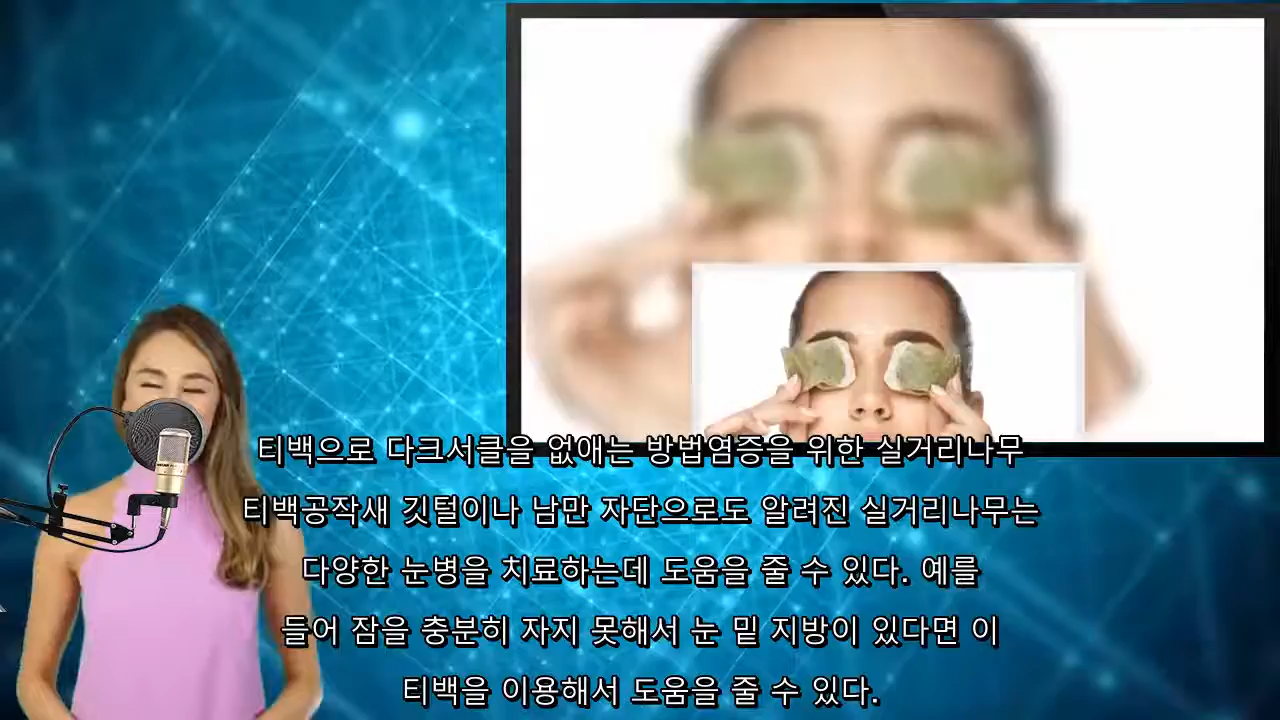 티백으로 다크서클을 없애는 방법염증을 위한 실거리나무
티백공작새 깃털이나 남만 자단으로도 알려진 실거리나무는
다양한 눈병을 치료하는데 도움을 줄 수 있다. 예를
들어 잠을 충분히 자지 못해서 눈 밑 지방이 있다면 이
티백을 이용해서 도움을 줄 수 있다.